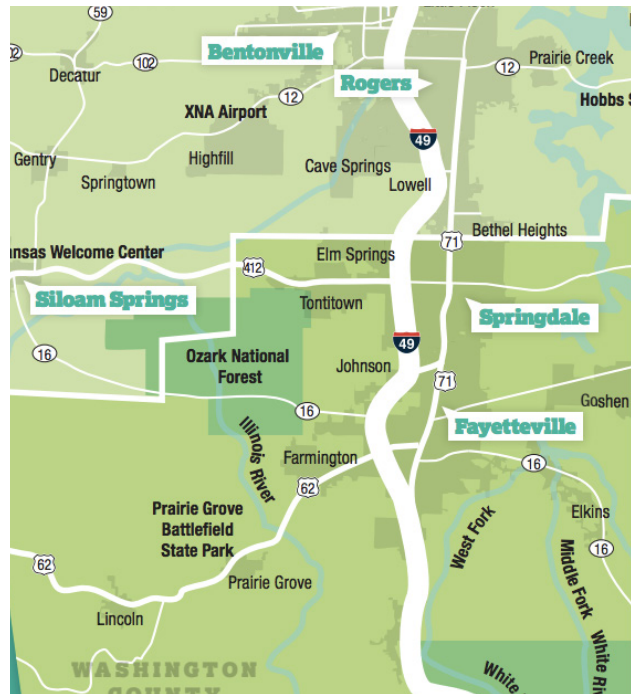 59
Bentonville
102
Decatur
Rogers
12
Prairie Creek
12
XNA Airport
Hobbs
49
Gentry
Highfill
Cave Springs
Springtown
Lowell
Bethel Heights
71
Welcome Center
Elm Springs
412
Siloam Springs
Tontitown
Springdale
49
16
Ozark National
Forest
Johnson
71
Goshen
16
Fayetteville
Illinois River
Farmington
16
62
Prairie Grove
Battlefield
State Park
Elkins
West Fork
16
62
Middle Fork
Prairie Grove
Lincoln
WASHINGTON
COUNTY
White
White